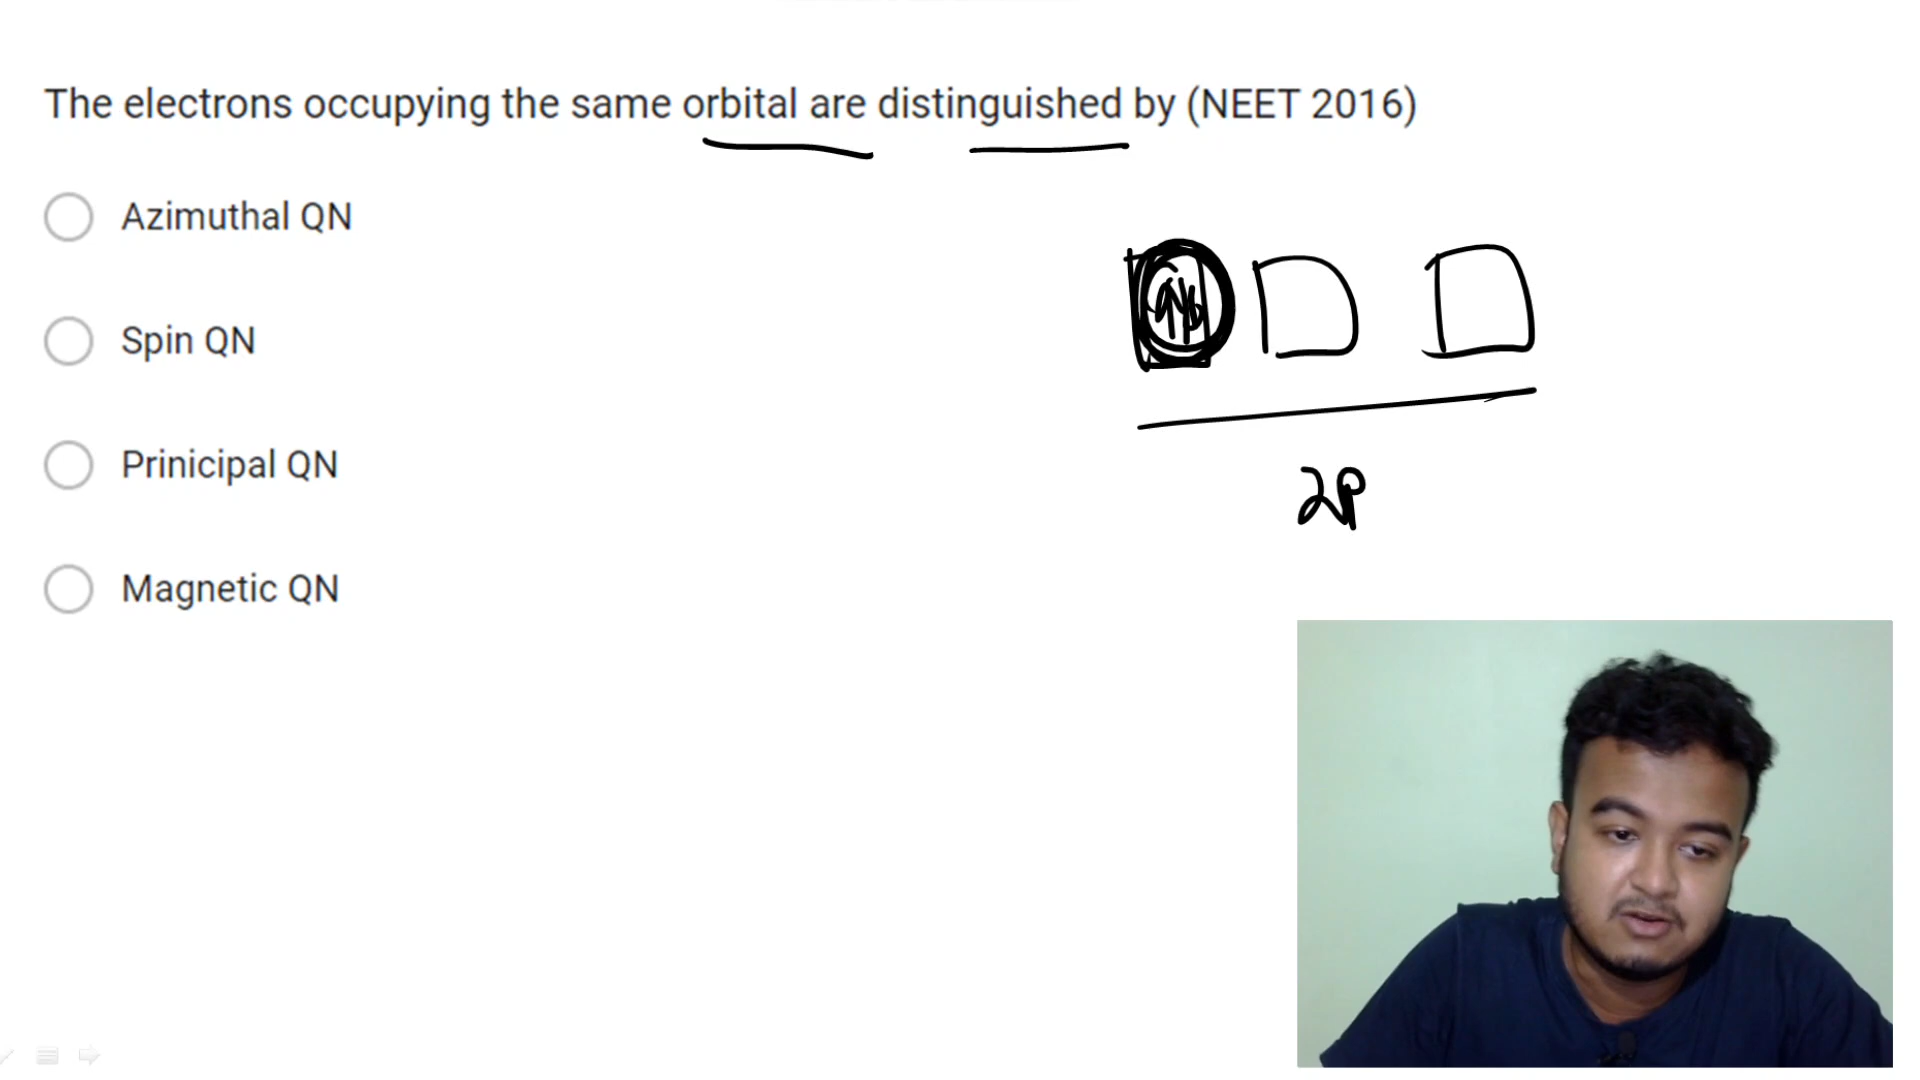 The electrons occupying the same orbital are distinguished by (NEET 2016)
Azimuthal QN
Spin QN
Prinicipal QN
Magnetic QN
2p